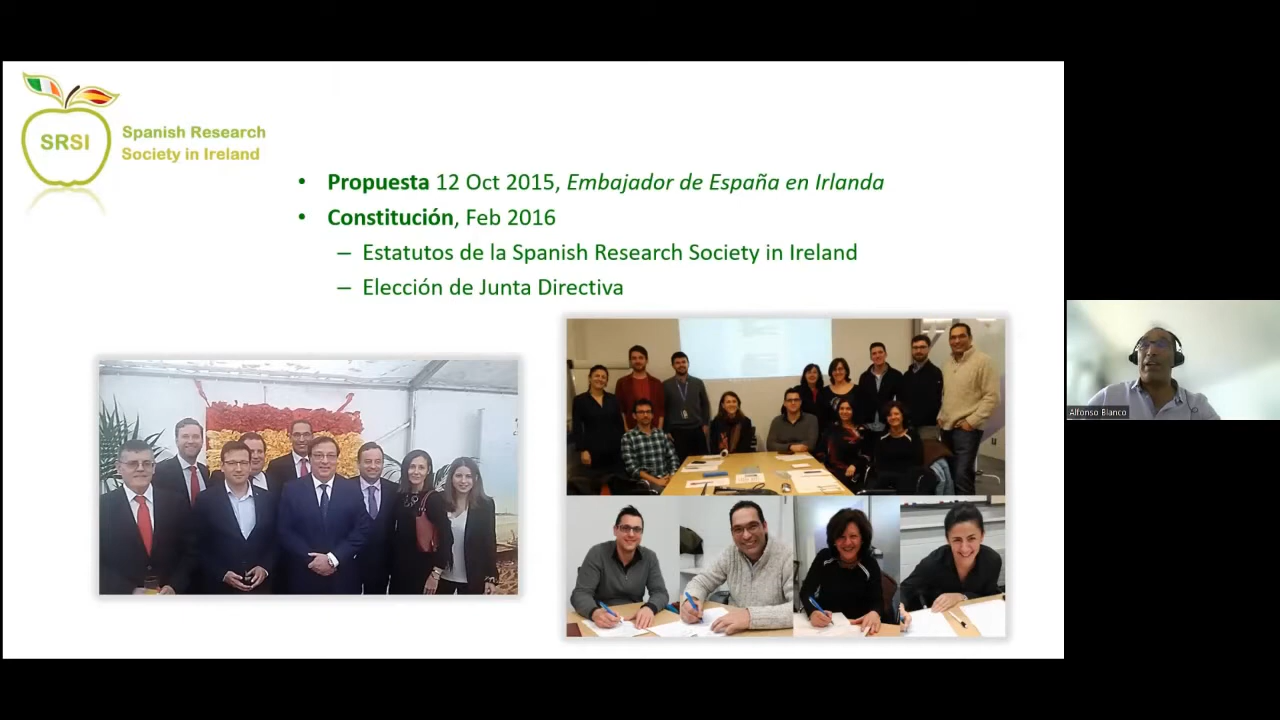 SRSI
Spanish Research
Society in Ireland
• Propuesta 12 Oct 2015, Embajador de España en Irlanda
• Constitución, Feb 2016
– Estatutos de la Spanish Research Society in Ireland
– Elección de Junta Directiva
Alfonso Blanco